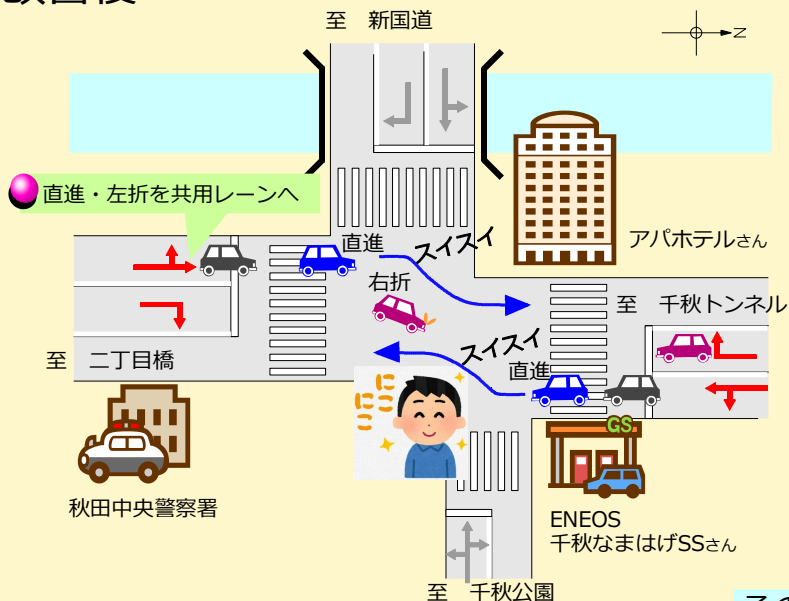 至 新国道
N
直進・左折を共用レーンへ
直進
スイスイ
アパホテルさん
右折
至 千秋トンネル
スイスイ
至 二丁目橋
直進
にこにこ
GS
秋田中央警察署
ENEOS
千秋なまはげSSさん
至 千秋公園